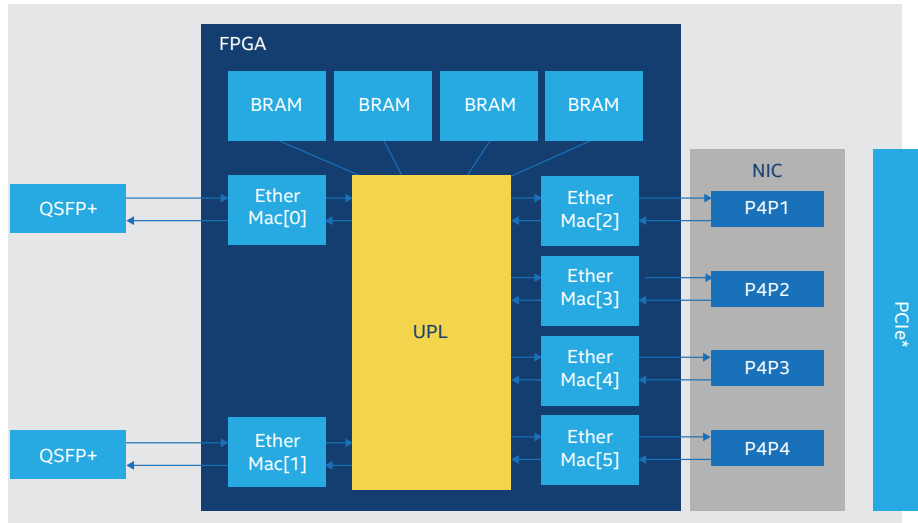 FPGA
BRAM
BRAM
BRAM
BRAM
QSFP+
Ether
Mac[0]
UPL
Ether
Mac[2]
NIC
P4P1
Ether
Mac[3]
P4P2
Ether
Mac[4]
P4P3
QSFP+
Ether
Mac[1]
Ether
Mac[5]
P4P4
PCIe*